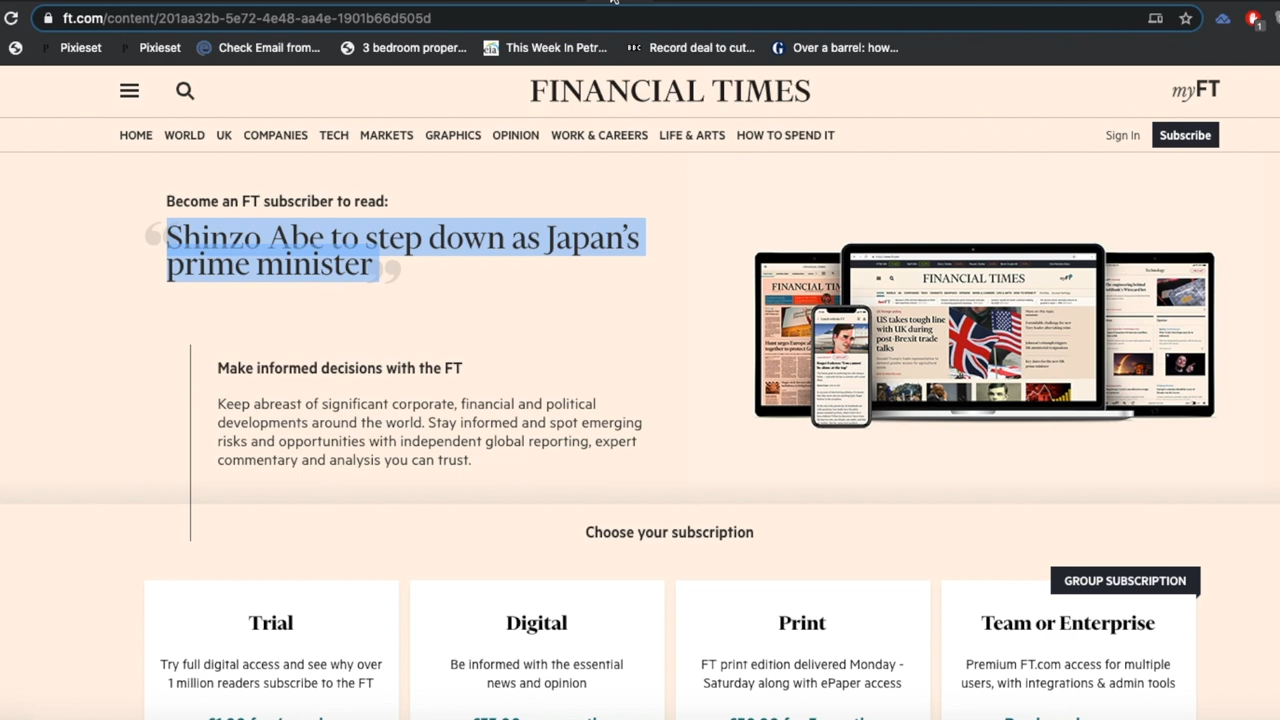 ft.com/content/201aa32b-5e72-4e48-aa4e-1901b66d505d
1
Pixieset
Pixieset
Check Email from...
3 bedroom proper...
This Week In Petr...
Record deal to cut...
Over a barrel: how...
FINANCIAL TIMES
myFT
HOME WORLD UK COMPANIES TECH MARKETS GRAPHICS OPINION WORK & CAREERS LIFE & ARTS HOW TO SPEND IT
Sign In
Subscribe
Become an FT subscriber to read:
“Shinzo Abe to step down as Japan’s
prime minister”
FINANCIAL TIMES
US takes tough line
with UK during
post-Brexit trade
talks
Make informed decisions with the FT
Keep abreast of significant corporate, financial and political
developments around the world. Stay informed and spot emerging
risks and opportunities with independent global reporting, expert
commentary and analysis you can trust.
Choose your subscription
GROUP SUBSCRIPTION
Trial
Try full digital access and see why over
1 million readers subscribe to the FT
Digital
Be informed with the essential
news and opinion
Print
FT print edition delivered Monday -
Saturday along with ePaper access
Team or Enterprise
Premium FT.com access for multiple
users, with integrations & admin tools